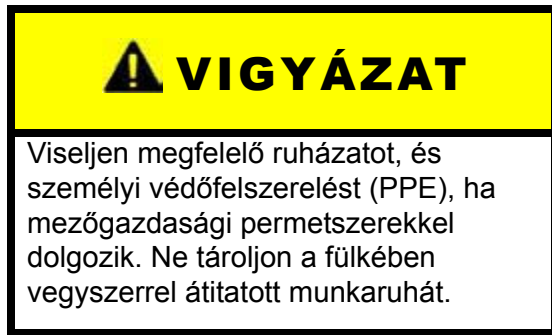 VIGYÁZAT
Viseljen megfelelő ruházatot, és
személyi védőfelszerelést (PPE), ha
mezőgazdasági permetszerekkel
dolgozik. Ne tároljon a fülkében
vegyszerrel átitatott munkaruhát.